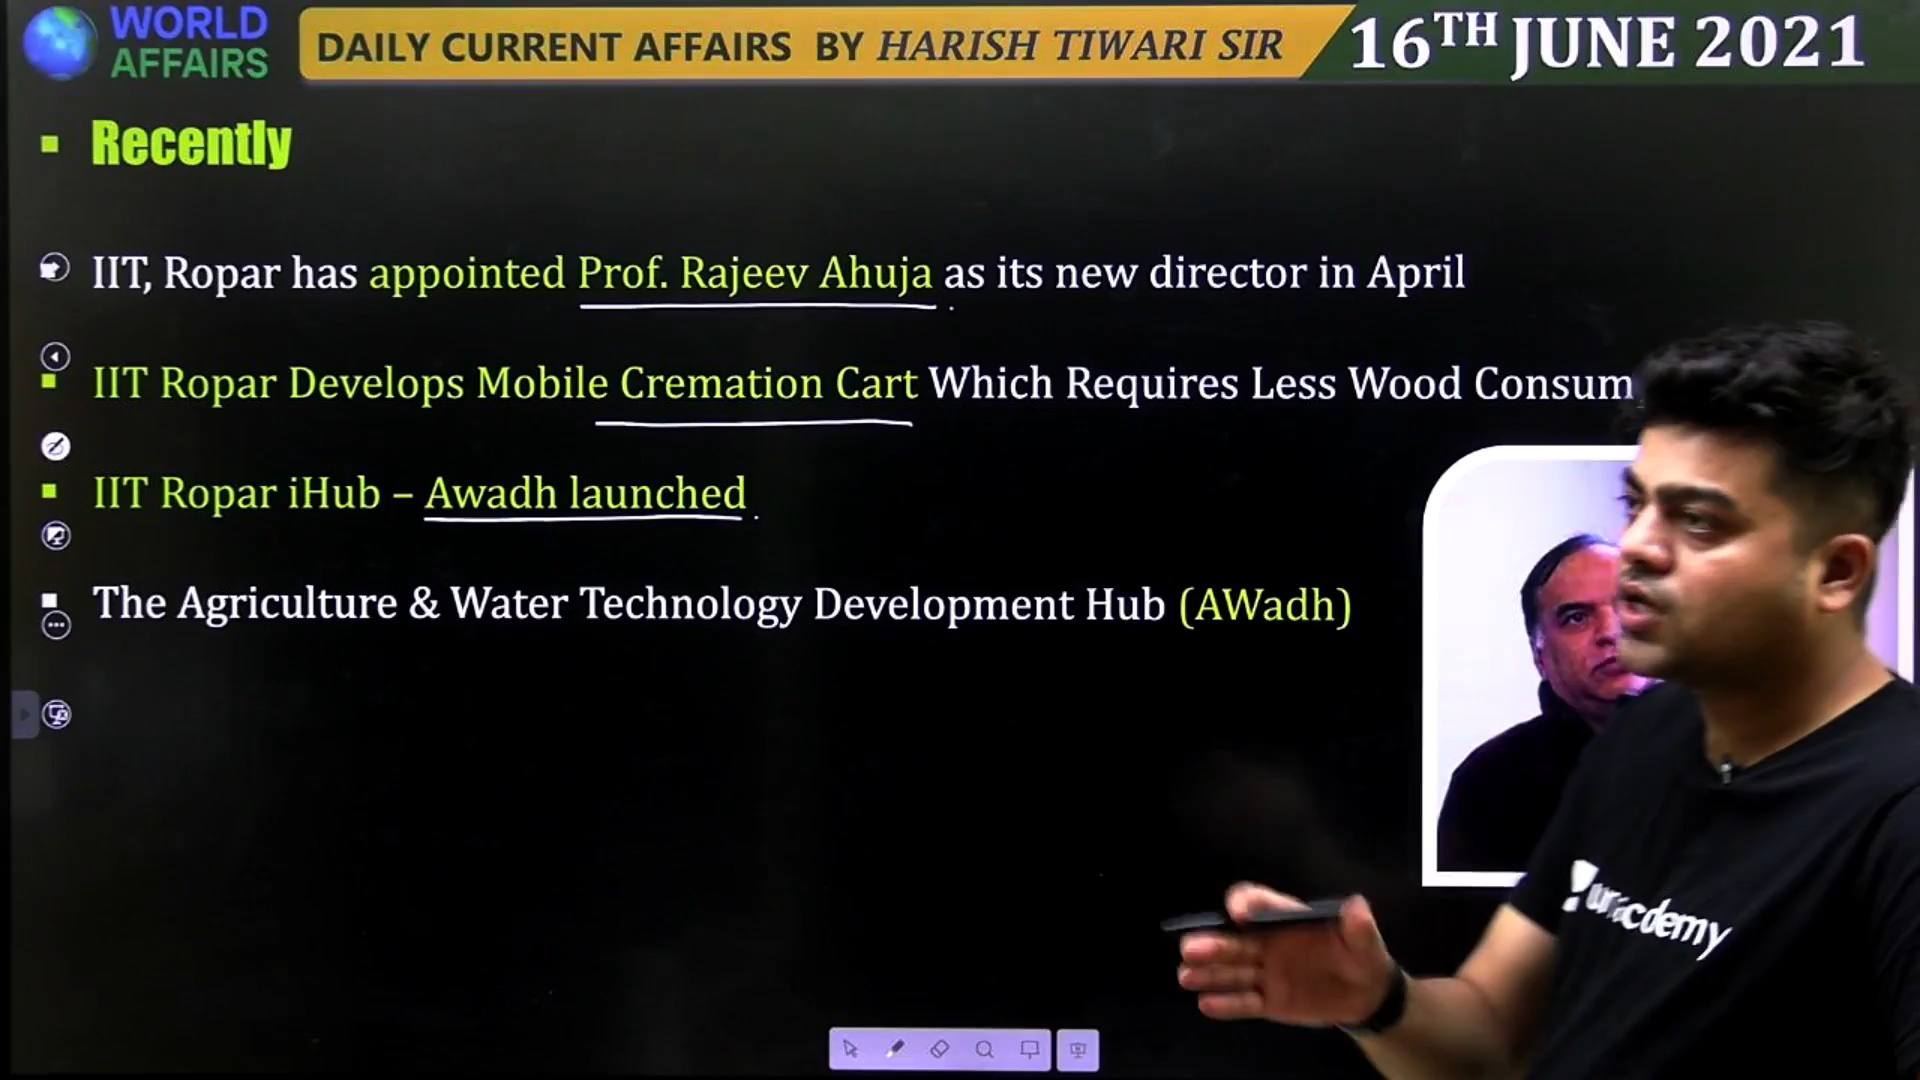 WORLD
AFFAIRS
DAILY CURRENT AFFAIRS BY HARISH TIWARI SIR
16TH JUNE 2021
Recently
IIT, Ropar has appointed Prof. Rajeev Ahuja as its new director in April
IIT Ropar Develops Mobile Cremation Cart Which Requires Less Wood Consum
IIT Ropar iHub – Awadh launched
The Agriculture & Water Technology Development Hub (AWadh)
unacdemy